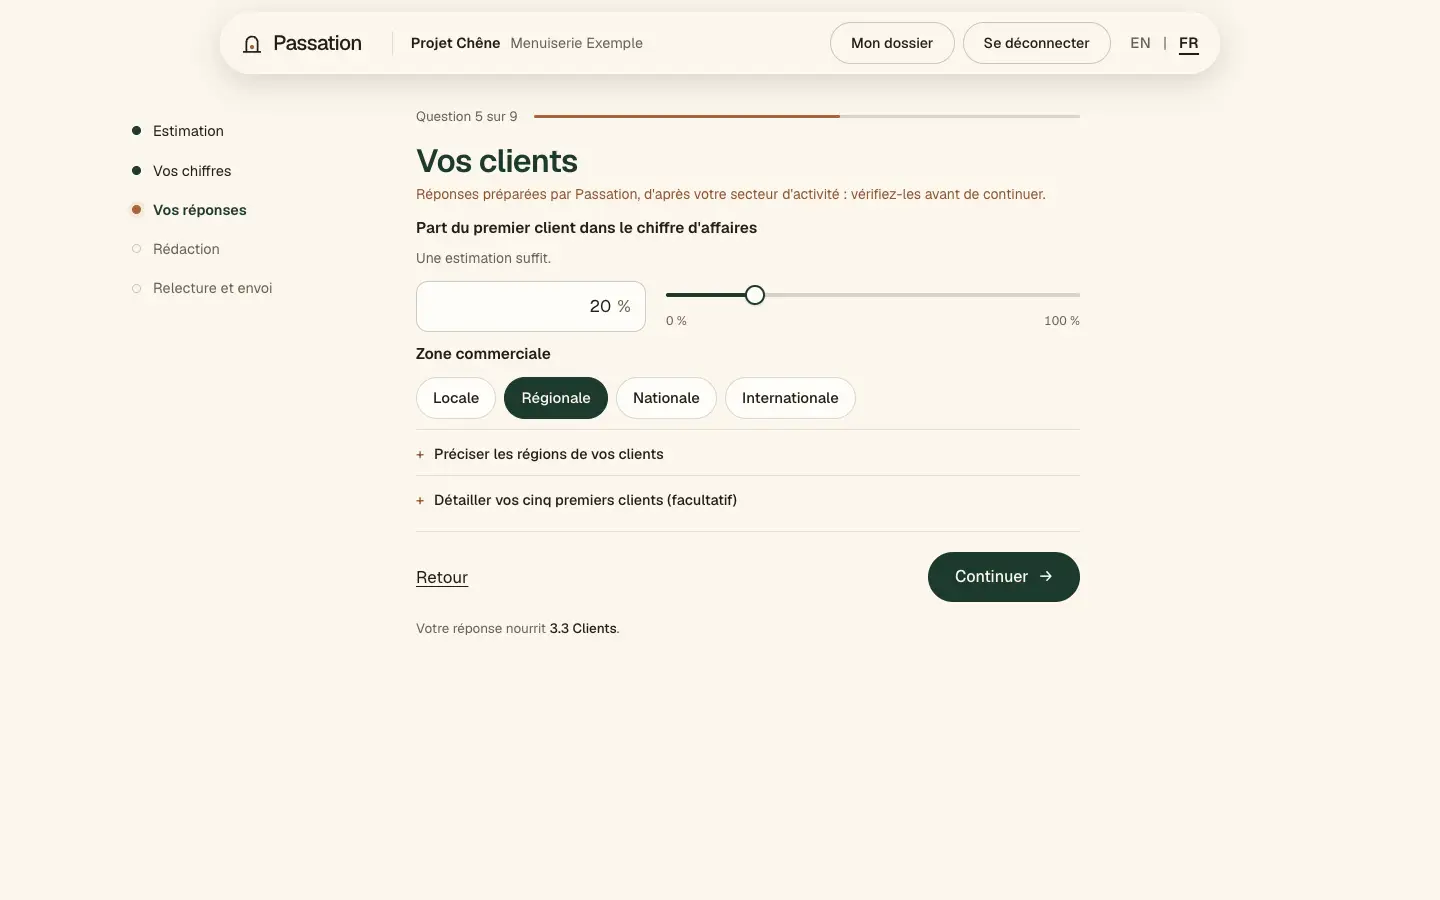 Passation
Projet Chêne Menuiserie Exemple
Mon dossier
Se déconnecter
EN | FR
Estimation
Vos chiffres
Vos réponses
Rédaction
Relecture et envoi
Question 5 sur 9
Vos clients
Réponses préparées par Passation, d'après votre secteur d'activité : vérifiez-les avant de continuer.
Part du premier client dans le chiffre d'affaires
Une estimation suffit.
20 %
0 %
100 %
Zone commerciale
Locale
Régionale
Nationale
Internationale
+ Préciser les régions de vos clients
+ Détailler vos cinq premiers clients (facultatif)
Retour
Continuer →
Votre réponse nourrit 3.3 Clients.